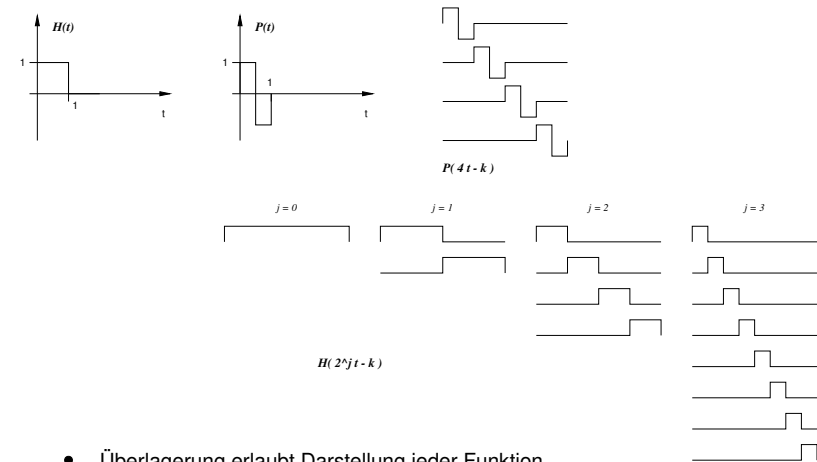 H(t)
P(t)
1
1
1
1
t
t
P( 4 t - k )
j = 0
j = 1
j = 2
j = 3
H( 2^j t - k )
• Überlagerung erlaubt Darstellung jeder Funktion